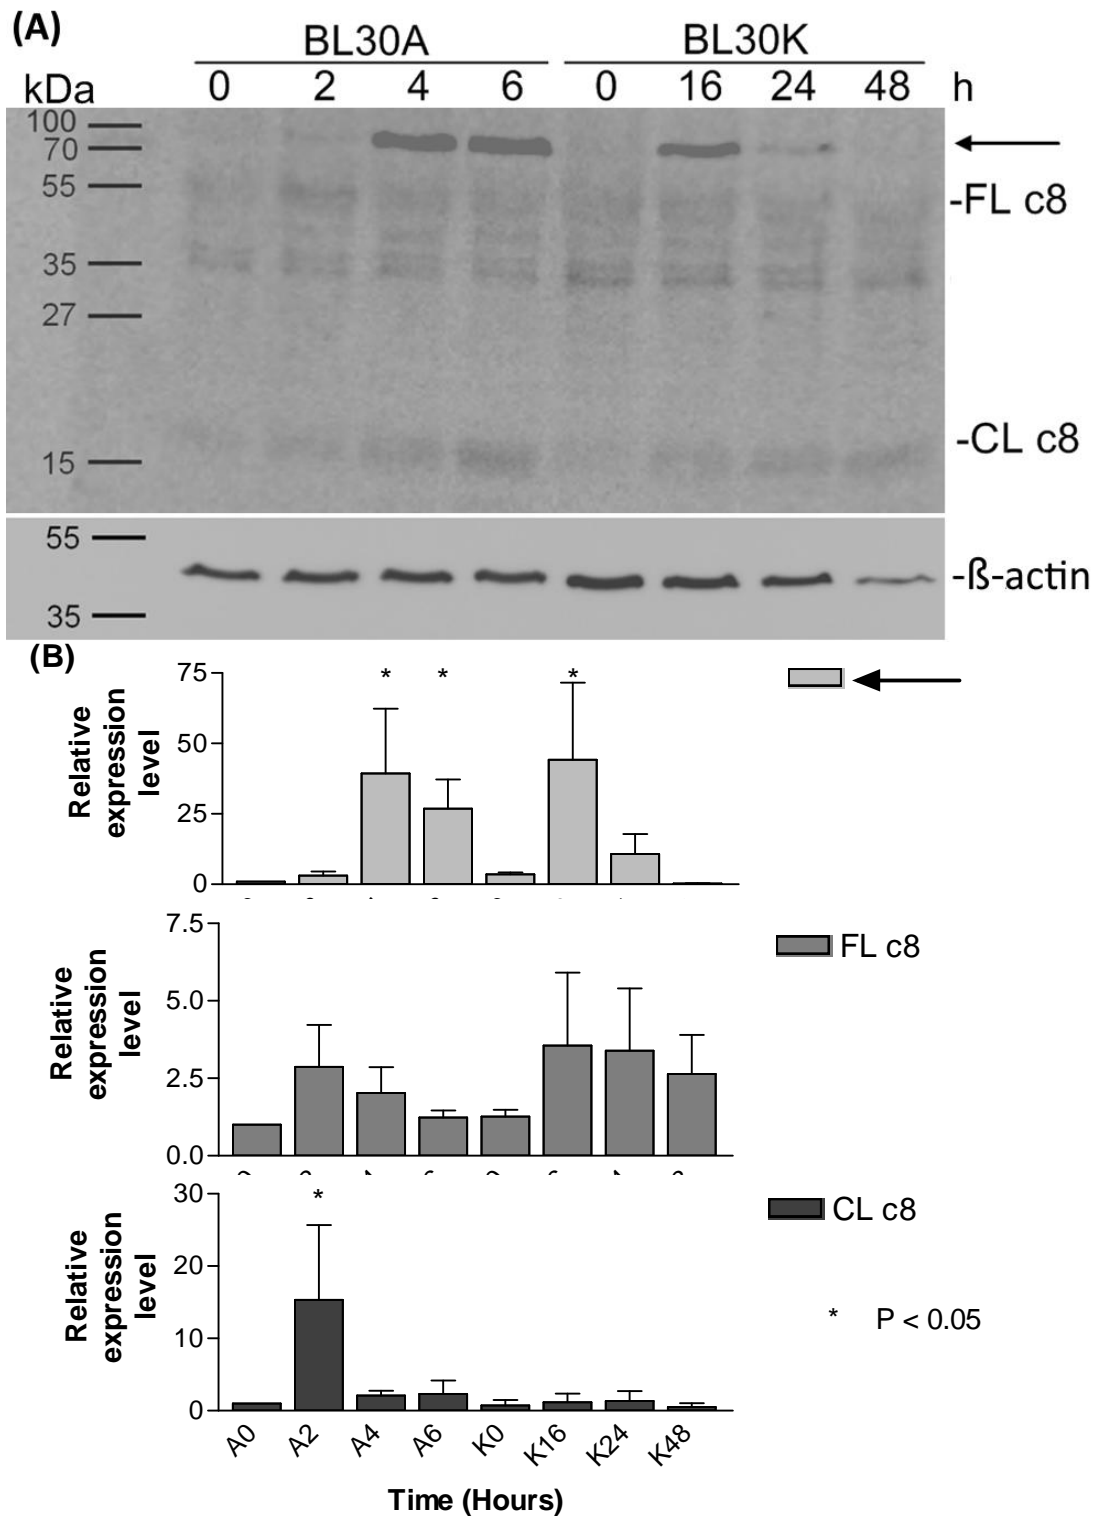 (A)
BL30A BL30K
kDa 0 2 4 6 0 16 24 48 h
100
70
55
-FL c8
35
27
-CL c8
15
55
-ß-actin
35
(B)
75
50
25
0
Relative
expression
level
* * *
7.5
5.0
2.5
0.0
Relative
expression
level
FL c8
30
20
10
0
Relative
expression
level
*
CL c8
* P < 0.05
A0 A2 A4 A6 K0 K16 K24 K48
Time (Hours)